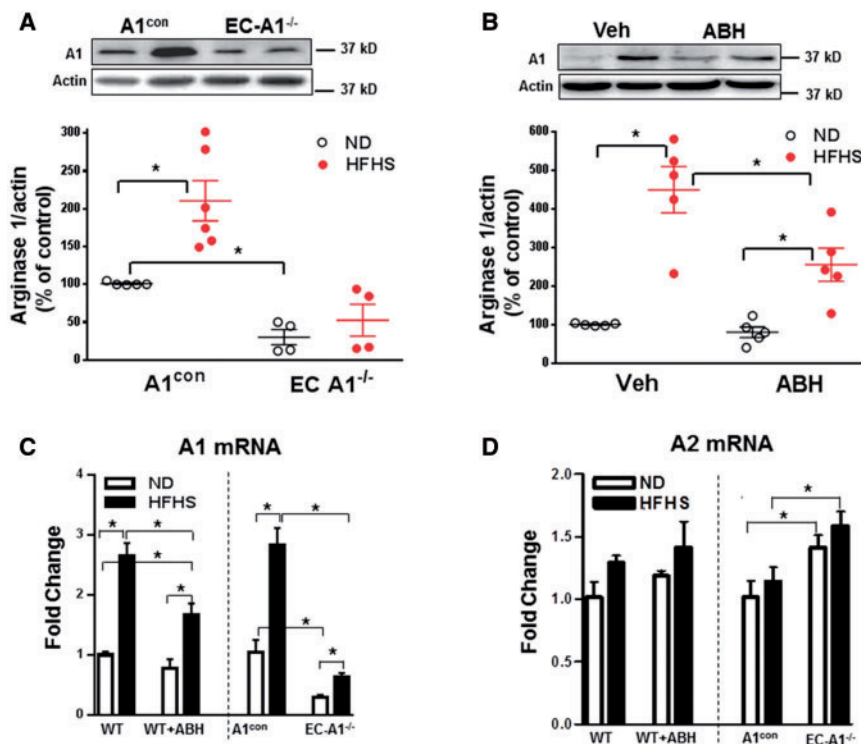 A
A1con EC-A1-/-
A1 37 kD
Actin 37 kD
ND
HFHS
Arginase 1/actin
(% of control)
300
250
200
150
100
50
0
*
*
A1con EC A1-/-
B
Veh ABH
A1 37 kD
Actin 37 kD
ND
HFHS
Arginase 1/actin
(% of control)
600
500
400
300
200
100
0
*
*
*
Veh ABH
C
A1 mRNA
ND
HFHS
Fold Change
4
3
2
1
0
* * * *
* *
* * *
WT WT+ABH A1con EC-A1-/-
D
A2 mRNA
ND
HFHS
Fold Change
2.0
1.5
1.0
0.5
0.0
*
*
WT WT+ABH A1con EC-A1-/-